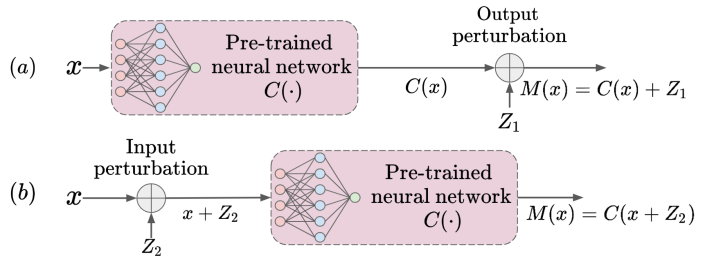 Output
perturbation
(a) x Pre-trained
neural network
C(·)
C(x)
M(x) = C(x) + Z₁
Z₁
Input
perturbation
(b) x
x + Z₂
Z₂
Pre-trained
neural network
C(·)
M(x) = C(x + Z₂)